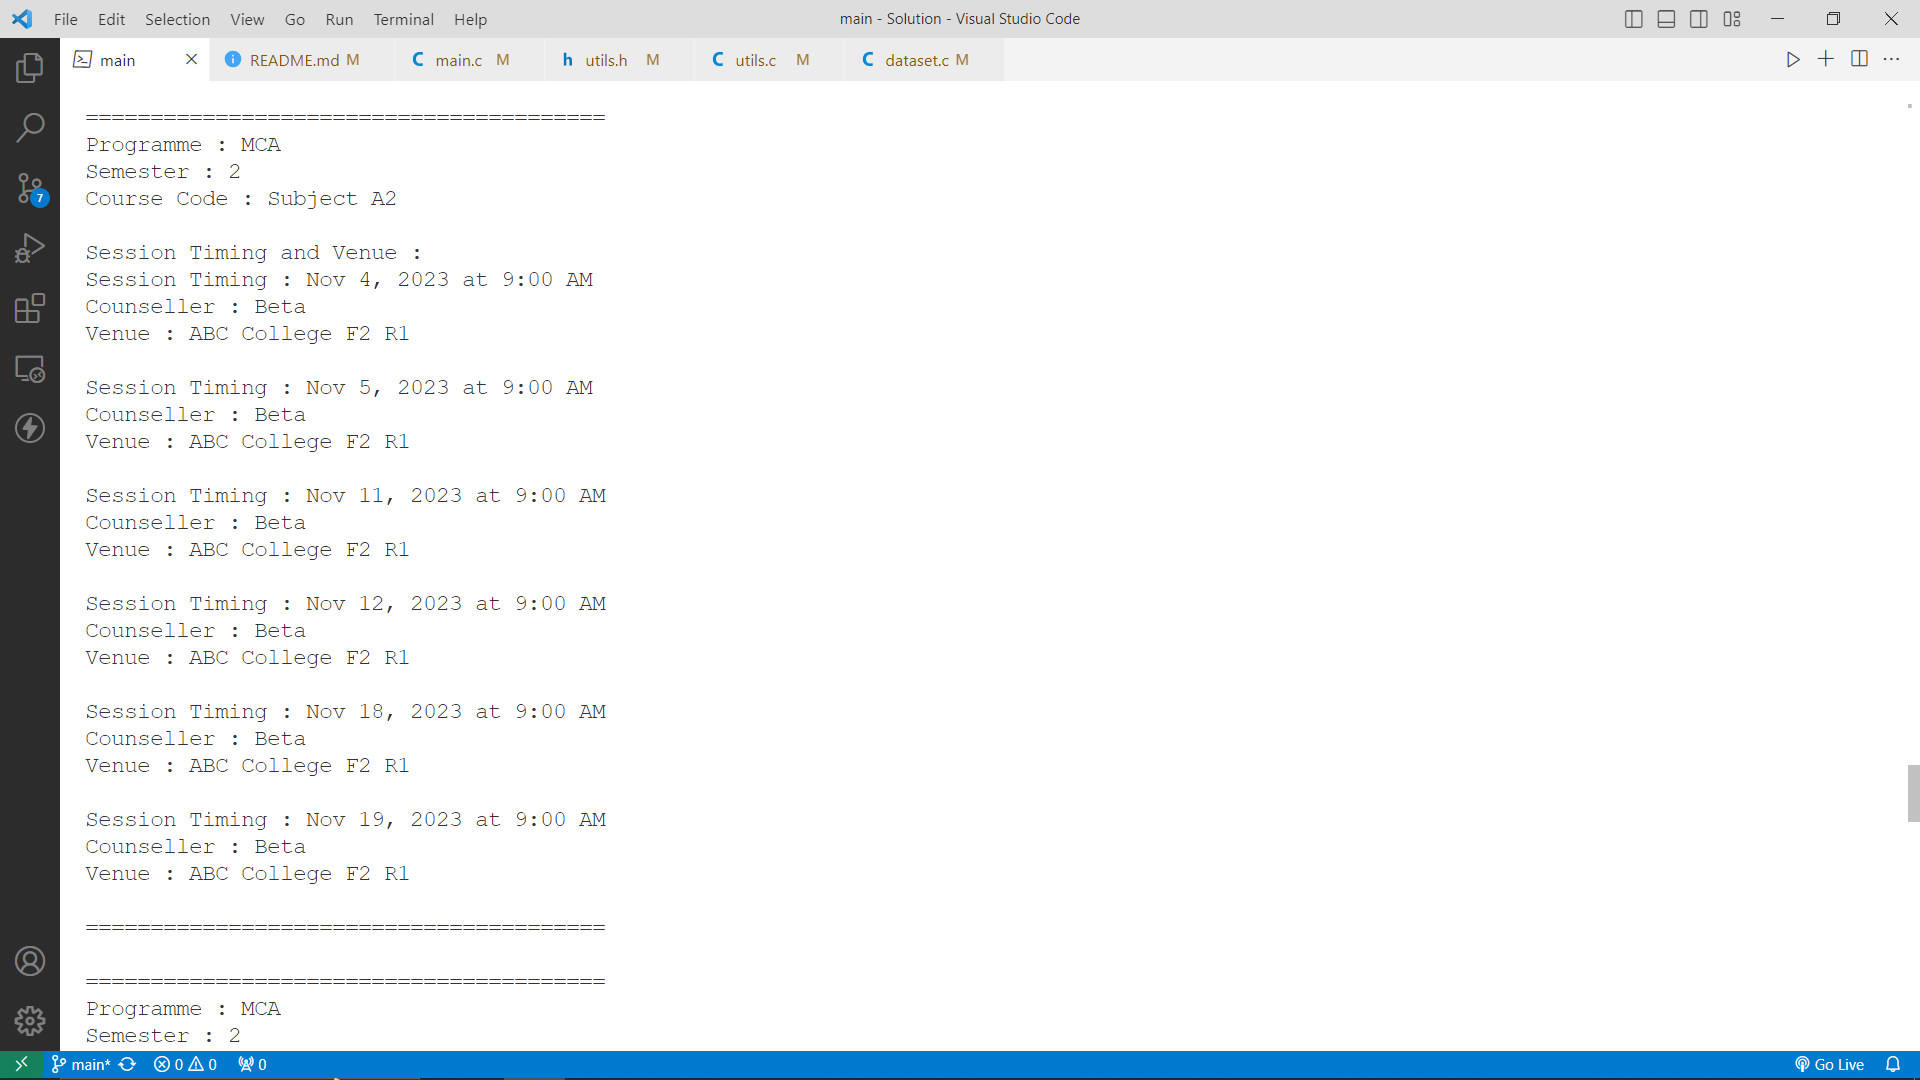 File Edit Selection View Go Run Terminal Help
main - Solution - Visual Studio Code
main
README.md M
C main.c M
h utils.h M
C utils.c M
C dataset.c M
========================================
Programme : MCA
Semester : 2
Course Code : Subject A2
Session Timing and Venue :
Session Timing : Nov 4, 2023 at 9:00 AM
Counseller : Beta
Venue : ABC College F2 R1
Session Timing : Nov 5, 2023 at 9:00 AM
Counseller : Beta
Venue : ABC College F2 R1
Session Timing : Nov 11, 2023 at 9:00 AM
Counseller : Beta
Venue : ABC College F2 R1
Session Timing : Nov 12, 2023 at 9:00 AM
Counseller : Beta
Venue : ABC College F2 R1
Session Timing : Nov 18, 2023 at 9:00 AM
Counseller : Beta
Venue : ABC College F2 R1
Session Timing : Nov 19, 2023 at 9:00 AM
Counseller : Beta
Venue : ABC College F2 R1
========================================
========================================
Programme : MCA
Semester : 2
7
main* 0 0 0
Go Live